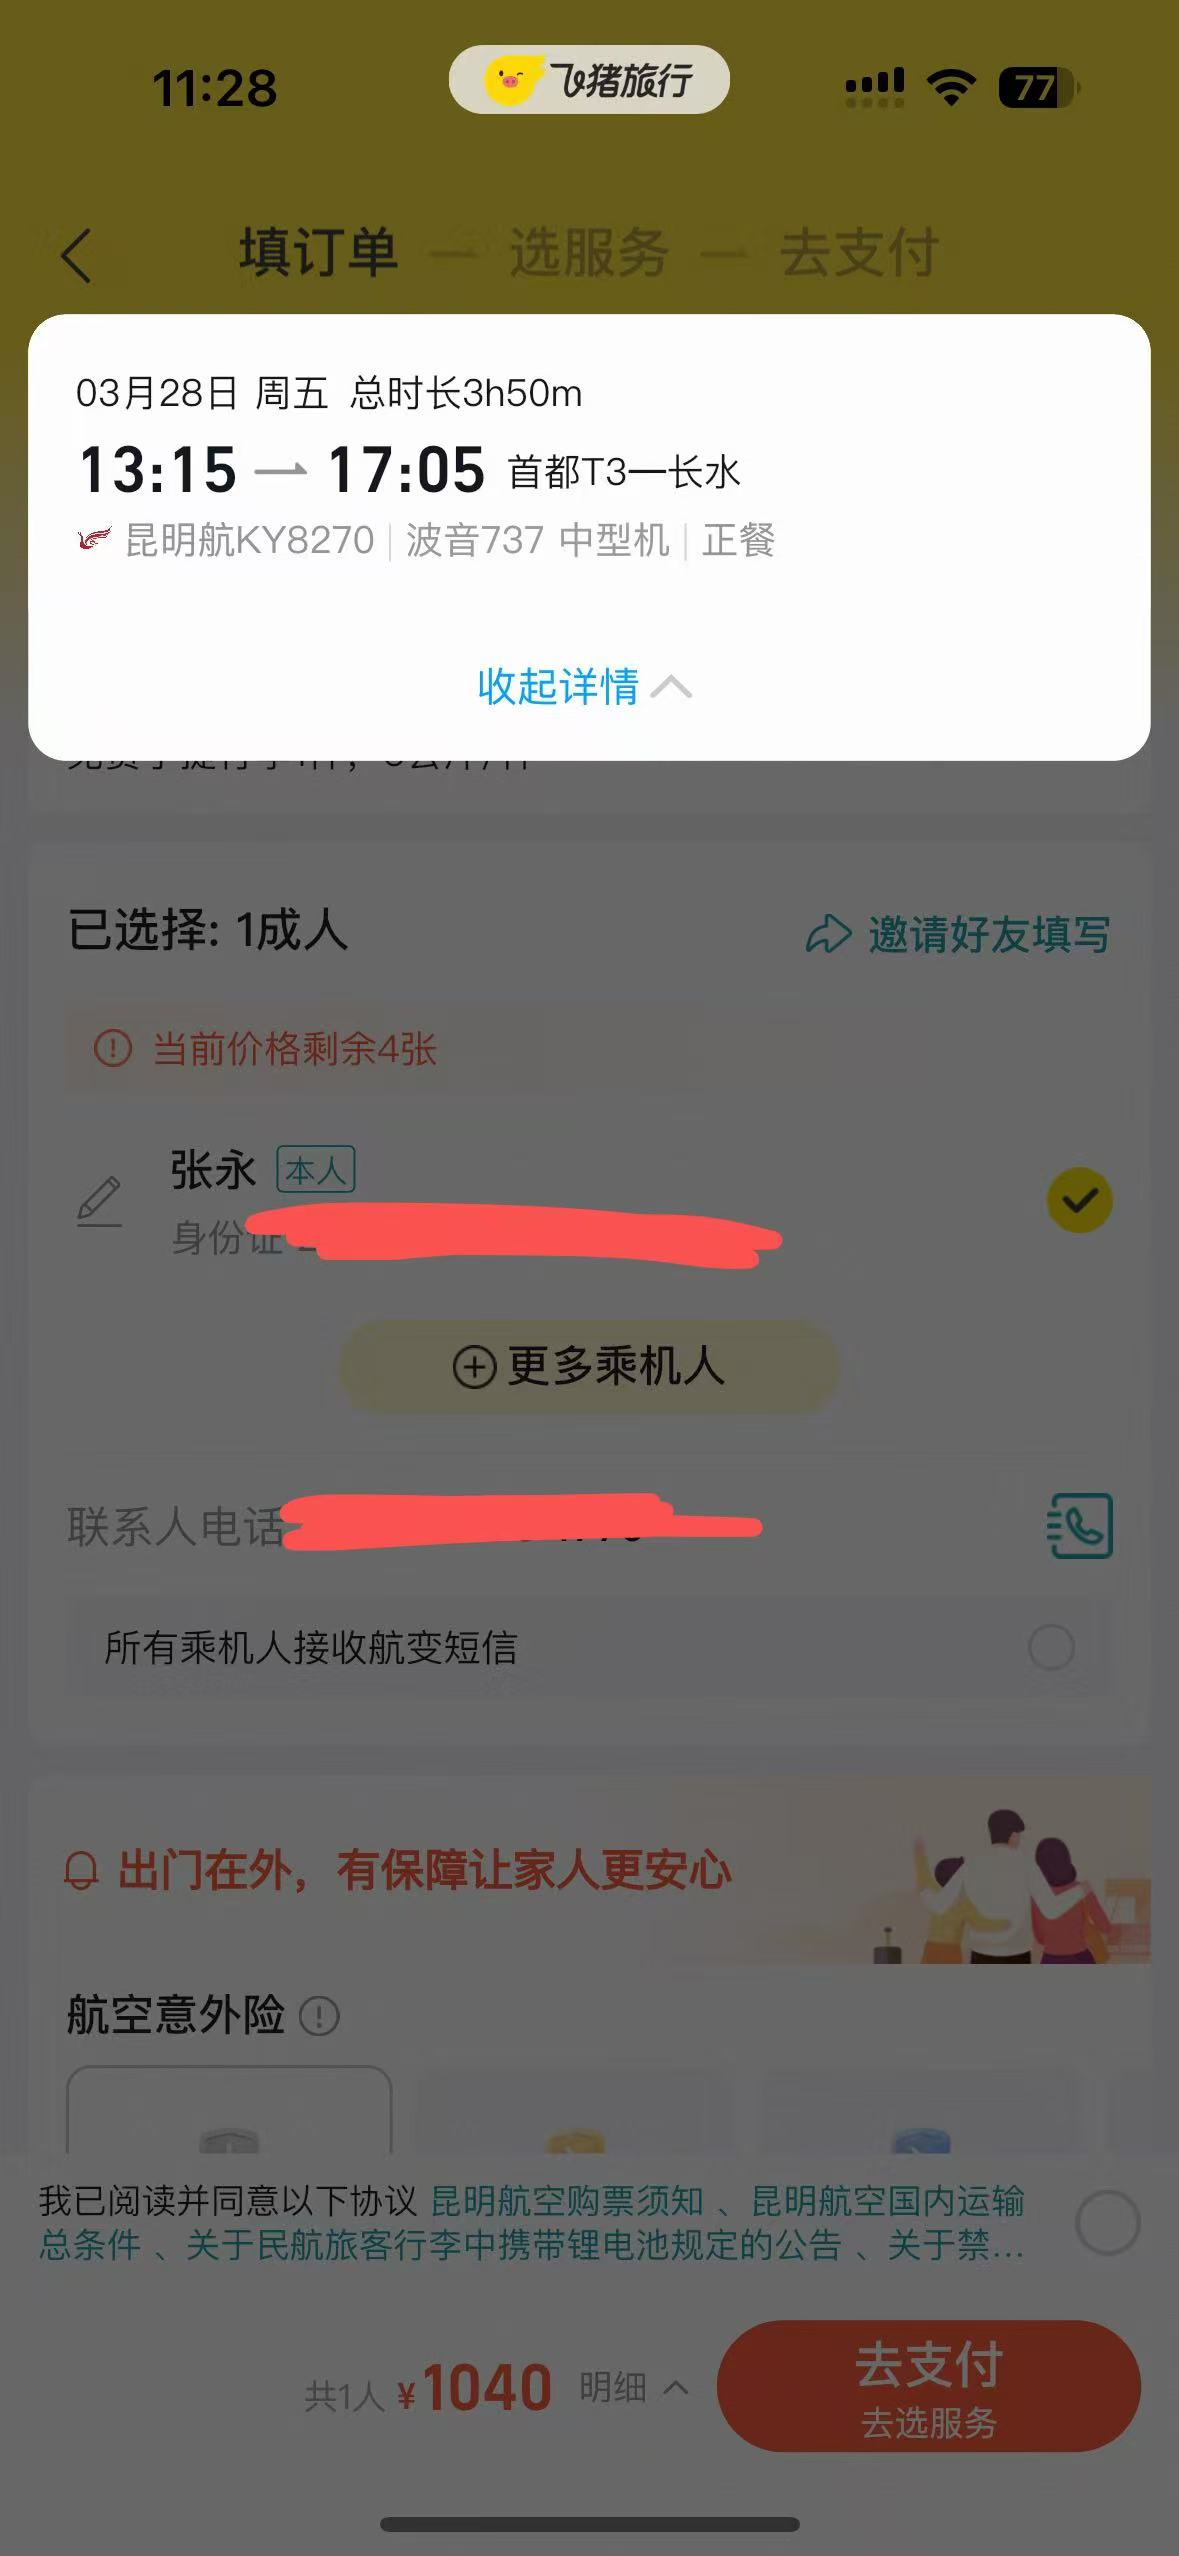 11:28
飞猪旅行
77
填订单 — 选服务 — 去支付
03月28日 周五 总时长3h50m
13:15 — 17:05 首都T3—长水
昆明航KY8270 | 波音737 中型机 | 正餐
收起详情
已选择: 1成人
邀请好友填写
当前价格剩余4张
张永 本人
身份证
更多乘机人
联系人电话
所有乘机人接收航变短信
出门在外，有保障让家人更安心
航空意外险
我已阅读并同意以下协议 昆明航空购票须知 、昆明航空国内运输
总条件 、关于民航旅客行李中携带锂电池规定的公告 、关于禁...
共1人 ¥1040 明细
去支付
去选服务